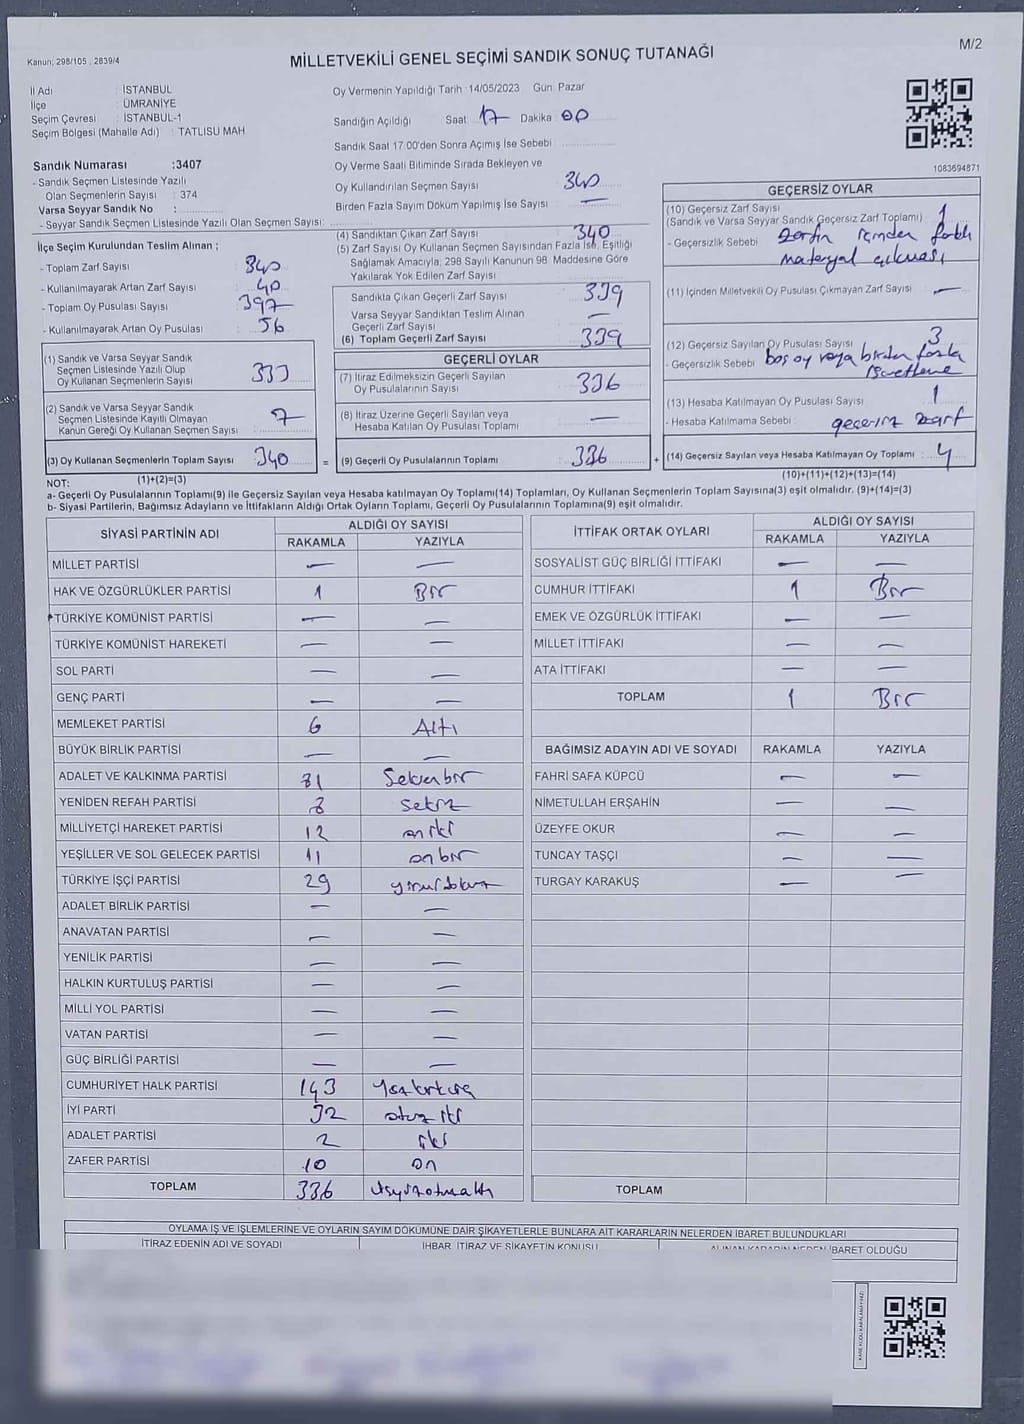 M/2
Kanun; 298/105 , 2839/4
MİLLETVEKİLİ GENEL SEÇİMİ SANDIK SONUÇ TUTANAĞI
İl Adı : İSTANBUL
İlçe : ÜMRANİYE
Seçim Çevresi : İSTANBUL-1
Seçim Bölgesi (Mahalle Adı) : TATLISU MAH
Sandık Numarası :3407
- Sandık Seçmen Listesinde Yazılı
Olan Seçmenlerin Sayısı : 374
Varsa Seyyar Sandık No :
- Seyyar Sandık Seçmen Listesinde Yazılı Olan Seçmen Sayısı:
İlçe Seçim Kurulundan Teslim Alınan ;
- Toplam Zarf Sayısı : 340
- Kullanılmayarak Artan Zarf Sayısı : 40
- Toplam Oy Pusulası Sayısı : 397
- Kullanılmayarak Artan Oy Pusulası : 56
(1) Sandık ve Varsa Seyyar Sandık
Seçmen Listesinde Yazılı Olup
Oy Kullanan Seçmenlerin Sayısı : 333
(2) Sandık ve Varsa Seyyar Sandık
Seçmen Listesinde Kayıtlı Olmayan
Kanun Gereği Oy Kullanan Seçmen Sayısı : 7
(3) Oy Kullanan Seçmenlerin Toplam Sayısı : 340
(1)+(2)=(3)
Oy Vermenin Yapıldığı Tarih :14/05/2023 Gün: Pazar
Sandığın Açıldığı Saat: 17 Dakika: 00
Sandık Saat 17.00'den Sonra Açımış İse Sebebi :
Oy Verme Saati Bitiminde Sırada Bekleyen ve
Oy Kullandırılan Seçmen Sayısı : 340
Birden Fazla Sayım Döküm Yapılmış İse Sayısı : —
(4) Sandıktan Çıkan Zarf Sayısı : 340
(5) Zarf Sayısı Oy Kullanan Seçmen Sayısından Fazla İse, Eşitliği
Sağlamak Amacıyla, 298 Sayılı Kanunun 98. Maddesine Göre
Yakılarak Yok Edilen Zarf Sayısı :
Sandıkta Çıkan Geçerli Zarf Sayısı : 339
Varsa Seyyar Sandıktan Teslim Alınan
Geçerli Zarf Sayısı : —
(6) Toplam Geçerli Zarf Sayısı : 339
GEÇERLİ OYLAR
(7) İtiraz Edilmeksizin Geçerli Sayılan
Oy Pusulalarının Sayısı : 336
(8) İtiraz Üzerine Geçerli Sayılan veya
Hesaba Katılan Oy Pusulası Toplamı : —
= (9) Geçerli Oy Pusulalarının Toplamı : 336 +
1083694871
GEÇERSİZ OYLAR
(10) Geçersiz Zarf Sayısı : 1
(Sandık ve Varsa Seyyar Sandık Geçersiz Zarf Toplamı)
- Geçersizlik Sebebi : zarfın içinden farklı
materyal çıkması
(11) İçinden Milletvekili Oy Pusulası Çıkmayan Zarf Sayısı : —
(12) Geçersiz Sayılan Oy Pusulası Sayısı : 3
- Geçersizlik Sebebi : boş oy veya birden fazla
işaretleme
(13) Hesaba Katılmayan Oy Pusulası Sayısı : 1
- Hesaba Katılmama Sebebi : geçersiz zarf
(14) Geçersiz Sayılan veya Hesaba Katılmayan Oy Toplamı : 4
(10)+(11)+(12)+(13)=(14)
NOT:
a- Geçerli Oy Pusulalarının Toplamı(9) İle Geçersiz Sayılan veya Hesaba katılmayan Oy Toplamı(14) Toplamları, Oy Kullanan Seçmenlerin Toplam Sayısına(3) eşit olmalıdır. (9)+(14)=(3)
b- Siyasi Partilerin, Bağımsız Adayların ve İttifakların Aldığı Ortak Oyların Toplamı, Geçerli Oy Pusulalarının Toplamına(9) eşit olmalıdır.
SİYASİ PARTİNİN ADI ALDIĞI OY SAYISI
RAKAMLA YAZIYLA
MİLLET PARTİSİ — —
HAK VE ÖZGÜRLÜKLER PARTİSİ 1 Bir
TÜRKİYE KOMÜNİST PARTİSİ — —
TÜRKİYE KOMÜNİST HAREKETİ — —
SOL PARTİ — —
GENÇ PARTİ — —
MEMLEKET PARTİSİ 6 Altı
BÜYÜK BİRLİK PARTİSİ — —
ADALET VE KALKINMA PARTİSİ 81 Seksenbir
YENİDEN REFAH PARTİSİ 8 sekiz
MİLLİYETÇİ HAREKET PARTİSİ 12 oniki
YEŞİLLER VE SOL GELECEK PARTİSİ 11 onbir
TÜRKİYE İŞÇİ PARTİSİ 29 yirmidokuz
ADALET BİRLİK PARTİSİ — —
ANAVATAN PARTİSİ — —
YENİLİK PARTİSİ — —
HALKIN KURTULUŞ PARTİSİ — —
MİLLİ YOL PARTİSİ — —
VATAN PARTİSİ — —
GÜÇ BİRLİĞİ PARTİSİ — —
CUMHURİYET HALK PARTİSİ 143 Yüzkırküç
İYİ PARTİ 32 otuz iki
ADALET PARTİSİ 2 iki
ZAFER PARTİSİ 10 on
TOPLAM 336 üçyüzotuzaltı
İTTİFAK ORTAK OYLARI ALDIĞI OY SAYISI
RAKAMLA YAZIYLA
SOSYALİST GÜÇ BİRLİĞİ İTTİFAKI — —
CUMHUR İTTİFAKI 1 Bir
EMEK VE ÖZGÜRLÜK İTTİFAKI — —
MİLLET İTTİFAKI — —
ATA İTTİFAKI — —
TOPLAM 1 Bir
BAĞIMSIZ ADAYIN ADI VE SOYADI RAKAMLA YAZIYLA
FAHRİ SAFA KÜPCÜ — —
NİMETULLAH ERŞAHİN — —
ÜZEYFE OKUR — —
TUNCAY TAŞÇI — —
TURGAY KARAKUŞ — —
TOPLAM
OYLAMA İŞ VE İŞLEMLERİNE VE OYLARIN SAYIM DÖKÜMÜNE DAİR ŞİKAYETLERLE BUNLARA AİT KARARLARIN NELERDEN İBARET BULUNDUKLARI
İTİRAZ EDENİN ADI VE SOYADI İHBAR, İTİRAZ VE ŞİKAYETİN KONUSU ALINAN KARARIN NEDEN İBARET OLDUĞU